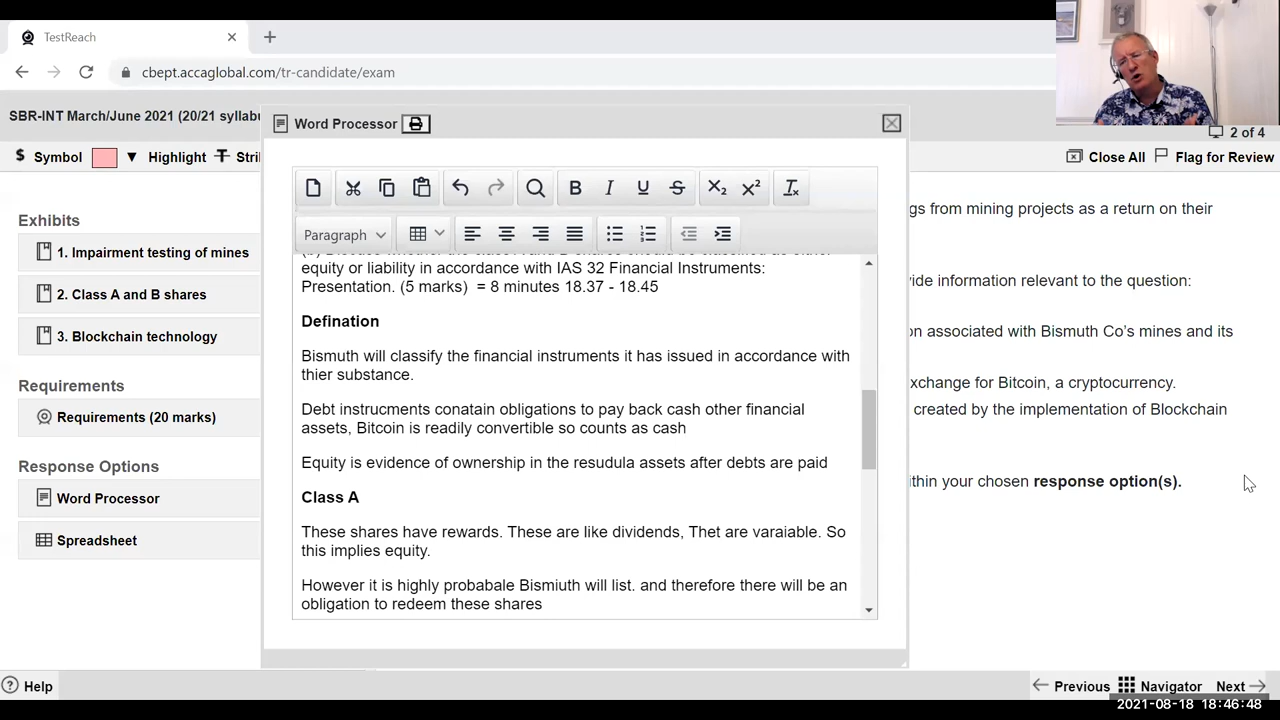 TestReach
cbept.accaglobal.com/tr-candidate/exam
SBR-INT March/June 2021 (20/21 syllabu
2 of 4
$ Symbol
Highlight
Stri
Close All
Flag for Review
Exhibits
1. Impairment testing of mines
2. Class A and B shares
3. Blockchain technology
Requirements
Requirements (20 marks)
Response Options
Word Processor
Spreadsheet
Word Processor
Paragraph
equity or liability in accordance with IAS 32 Financial Instruments:
Presentation. (5 marks) = 8 minutes 18.37 - 18.45
Defination
Bismuth will classify the financial instruments it has issued in accordance with
thier substance.
Debt instrucments conatain obligations to pay back cash other financial
assets, Bitcoin is readily convertible so counts as cash
Equity is evidence of ownership in the resudula assets after debts are paid
Class A
These shares have rewards. These are like dividends, Thet are varaiable. So
this implies equity.
However it is highly probabale Bismiuth will list. and therefore there will be an
obligation to redeem these shares
gs from mining projects as a return on their
ide information relevant to the question:
on associated with Bismuth Co's mines and its
xchange for Bitcoin, a cryptocurrency.
created by the implementation of Blockchain
ithin your chosen response option(s).
Help
Previous
Navigator
Next
2021-08-18 18:46:48